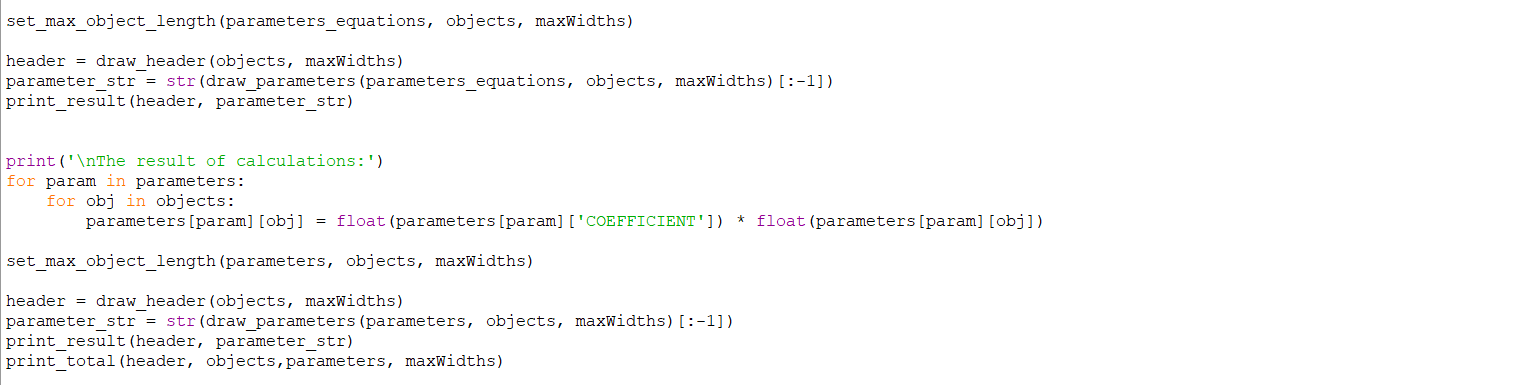 set_max_object_length(parameters_equations, objects, maxWidths)
header = draw_header(objects, maxWidths)
parameter_str = str(draw_parameters(parameters_equations, objects, maxWidths)[:-1])
print_result(header, parameter_str)
print('\nThe result of calculations:')
for param in parameters:
    for obj in objects:
        parameters[param][obj] = float(parameters[param]['COEFFICIENT']) * float(parameters[param][obj])
set_max_object_length(parameters, objects, maxWidths)
header = draw_header(objects, maxWidths)
parameter_str = str(draw_parameters(parameters, objects, maxWidths)[:-1])
print_result(header, parameter_str)
print_total(header, objects,parameters, maxWidths)